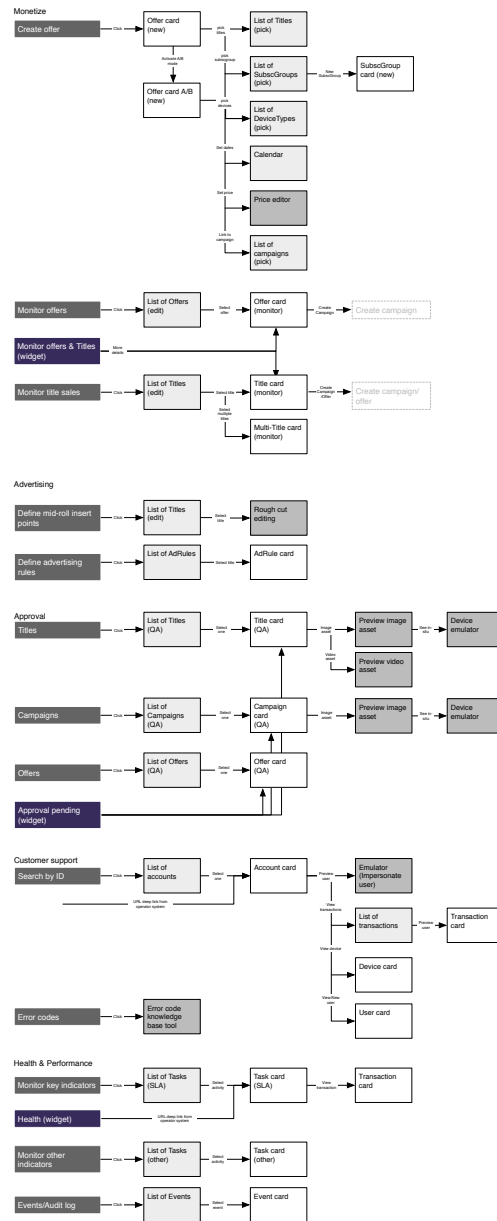 Monetize
Create offer
Click
Offer card
(new)
pick
titles
List of Titles
(pick)
Activate A/B
mode
pick
subscgroup
List of
SubscGroups
(pick)
New
SubscGroup
SubscGroup
card (new)
Offer card A/B
(new)
pick
devices
List of
DeviceTypes
(pick)
Set dates
Calendar
Set price
Price editor
Link to
campaign
List of
campaigns
(pick)
Monitor offers
Click
List of Offers
(edit)
Select
offer
Offer card
(monitor)
Create
Campaign
Create campaign
Monitor offers & Titles
(widget)
More
details
Monitor title sales
Click
List of Titles
(edit)
Select title
Title card
(monitor)
Create
Campaign
/Offer
Create campaign/
offer
Select
multiple
titles
Multi-Title card
(monitor)
Advertising
Define mid-roll insert
points
Click
List of Titles
(edit)
Select
title
Rough cut
editing
Define advertising
rules
Click
List of AdRules
Select title
AdRule card
Approval
Titles
Click
List of Titles
(QA)
Select
one
Title card
(QA)
Image
asset
Preview image
asset
See in-
situ
Device
emulator
Video
asset
Preview video
asset
Campaigns
Click
List of
Campaigns
(QA)
Select
one
Campaign
card
(QA)
Image
asset
Preview image
asset
See in-
situ
Device
emulator
Offers
Click
List of Offers
(QA)
Select
one
Offer card
(QA)
Approval pending
(widget)
Customer support
Search by ID
Click
List of
accounts
Select
one
Account card
Preview
user
Emulator
(Impersonate
user)
URL deep link from
operator system
View
transactions
List of
transactions
Preview
user
Transaction
card
View device
Device card
View/New
user
User card
Error codes
Click
Error code
knowledge
base tool
Health & Performance
Monitor key indicators
Click
List of Tasks
(SLA)
Select
activity
Task card
(SLA)
View
transaction
Transaction
card
Health (widget)
URL deep link from
operator system
Monitor other
indicators
Click
List of Tasks
(other)
Select
activity
Task card
(other)
Events/Audit log
Click
List of Events
Select
event
Event card